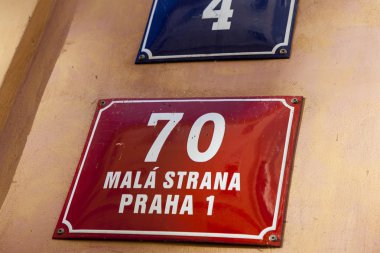 4
70
MALÁ STRANA
PRAHA 1